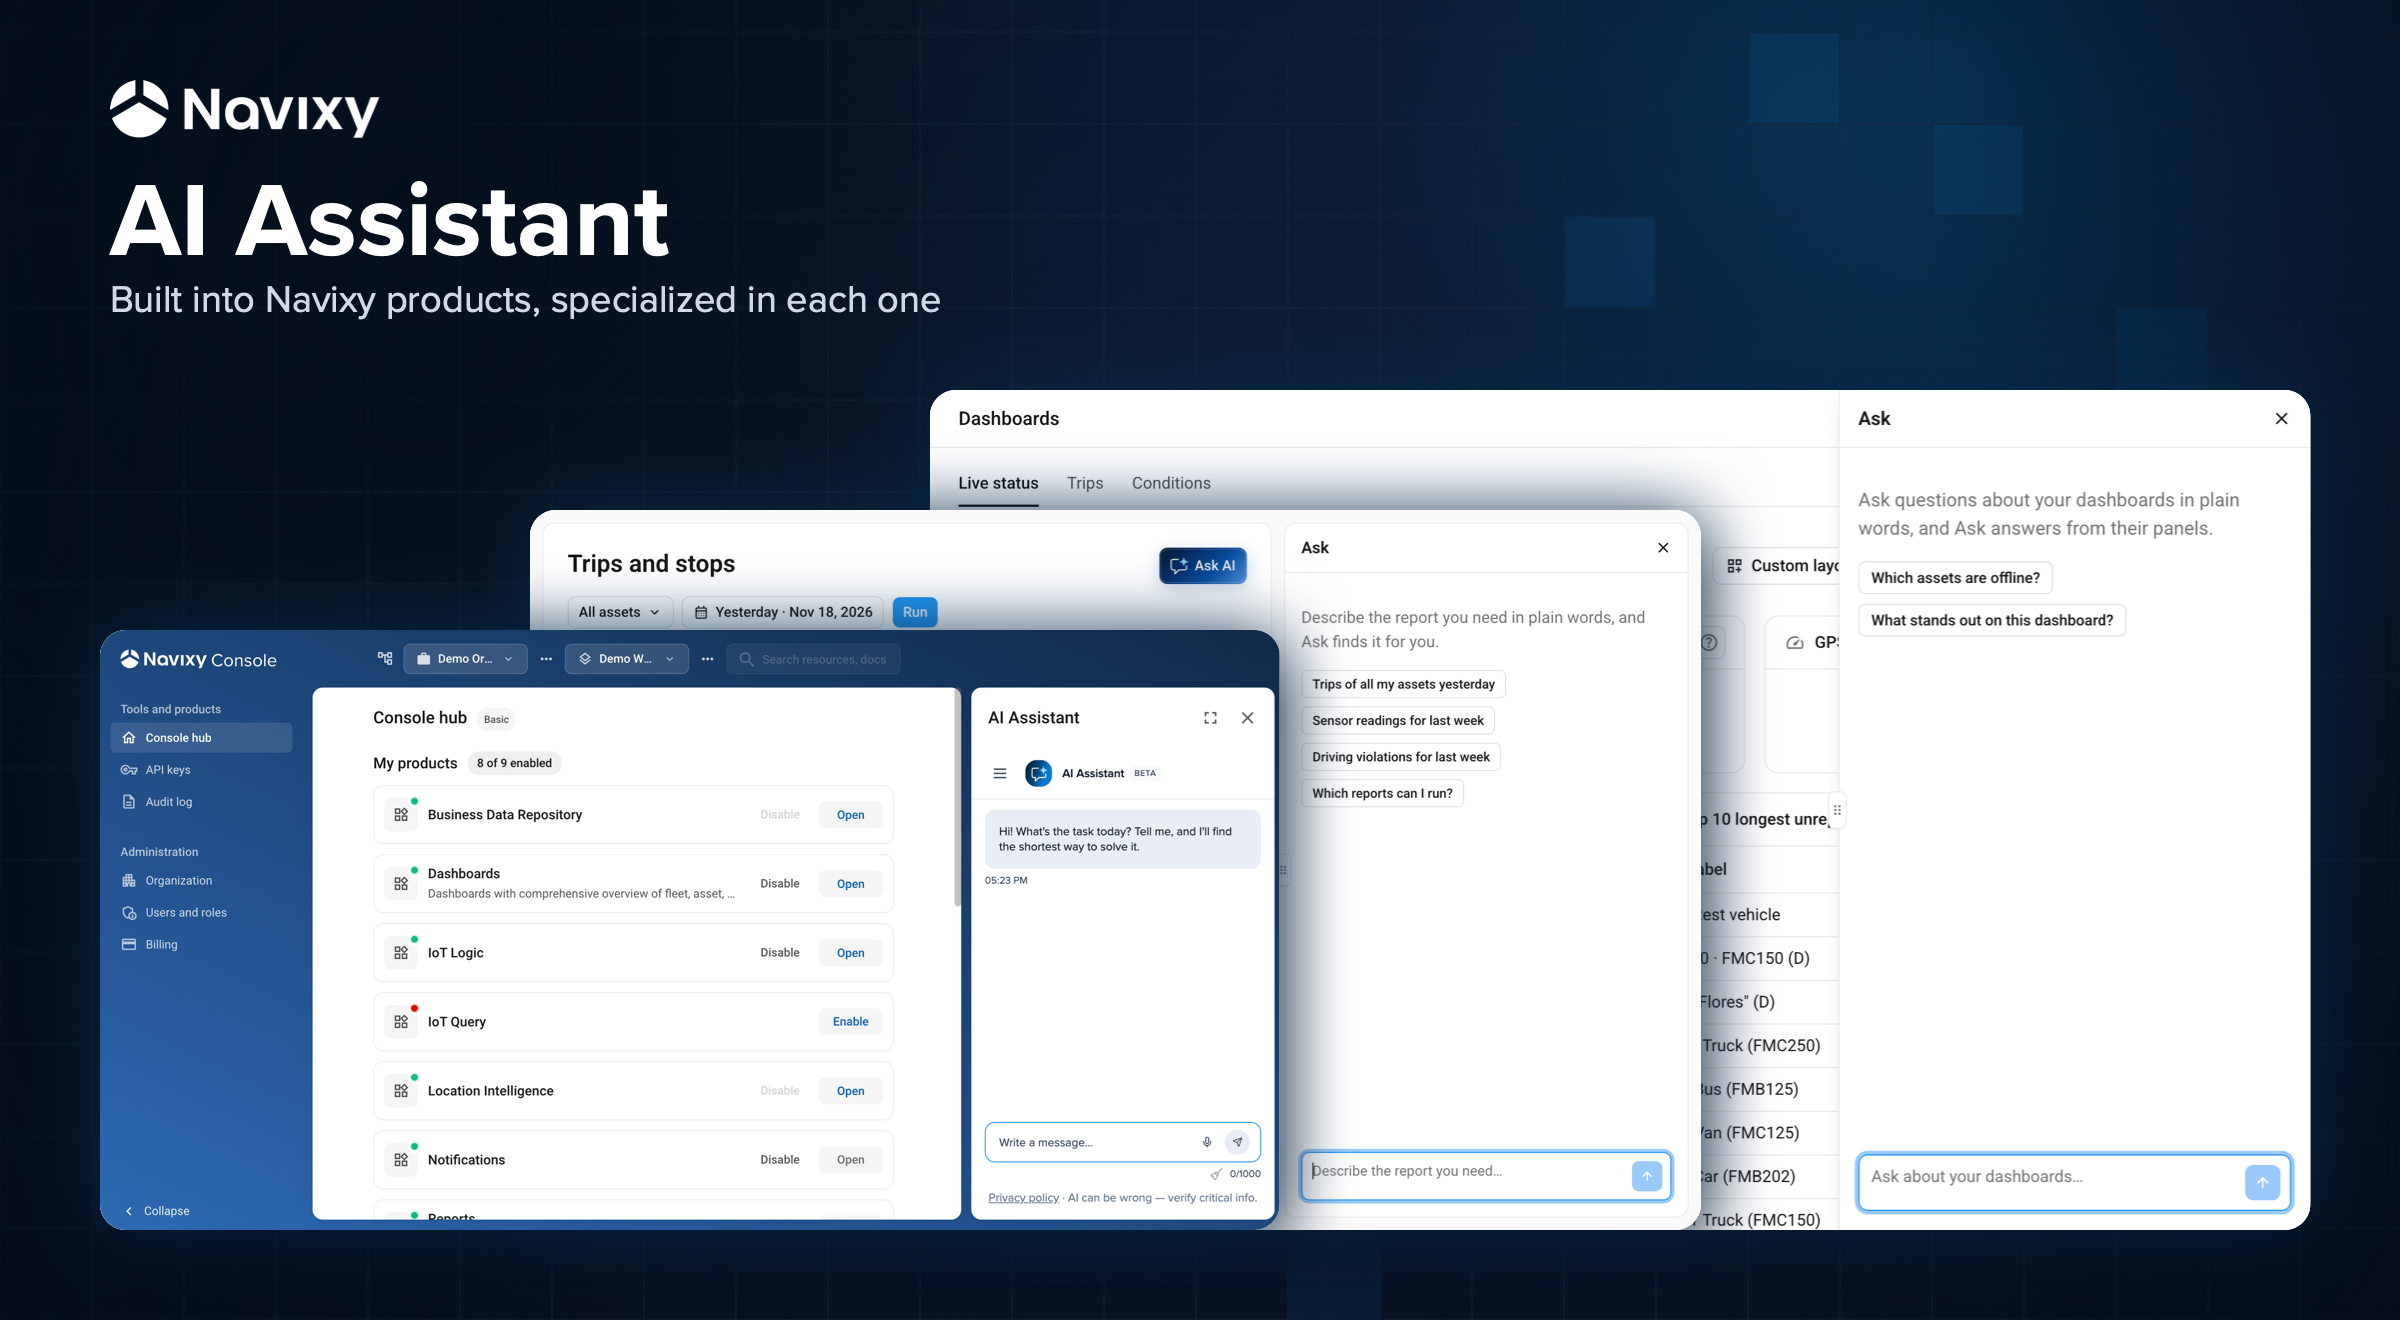 Navixy
AI Assistant
Built into Navixy products, specialized in each one
Dashboards
Live status
Trips
Conditions
Custom
GPS
10 longest
vehicle
FMC150 (D)
Flores" (D)
Truck (FMC250)
(FMB125)
(FMC125)
(FMB202)
Truck (FMC150)
Ask
Ask questions about your dashboards in plain
words, and Ask answers from their panels.
Which assets are offline?
What stands out on this dashboard?
Ask about your dashboards...
Trips and stops
Ask AI
All assets
Yesterday · Nov 18, 2026
Run
Ask
Describe the report you need in plain words, and
Ask finds it for you.
Trips of all my assets yesterday
Sensor readings for last week
Driving violations for last week
Which reports can I run?
Describe the report you need...
Navixy Console
Demo Or...
Demo W...
Search resources, docs
Tools and products
Console hub
API keys
Audit log
Administration
Organization
Users and roles
Billing
Collapse
Console hub Basic
My products 8 of 9 enabled
Business Data Repository Disable Open
Dashboards
Dashboards with comprehensive overview of fleet, asset, ...
Disable Open
IoT Logic Disable Open
IoT Query Enable
Location Intelligence Disable Open
Notifications Disable Open
Reports
AI Assistant
AI Assistant BETA
Hi! What's the task today? Tell me, and I'll find
the shortest way to solve it.
05:23 PM
Write a message...
0/1000
Privacy policy · AI can be wrong — verify critical info.